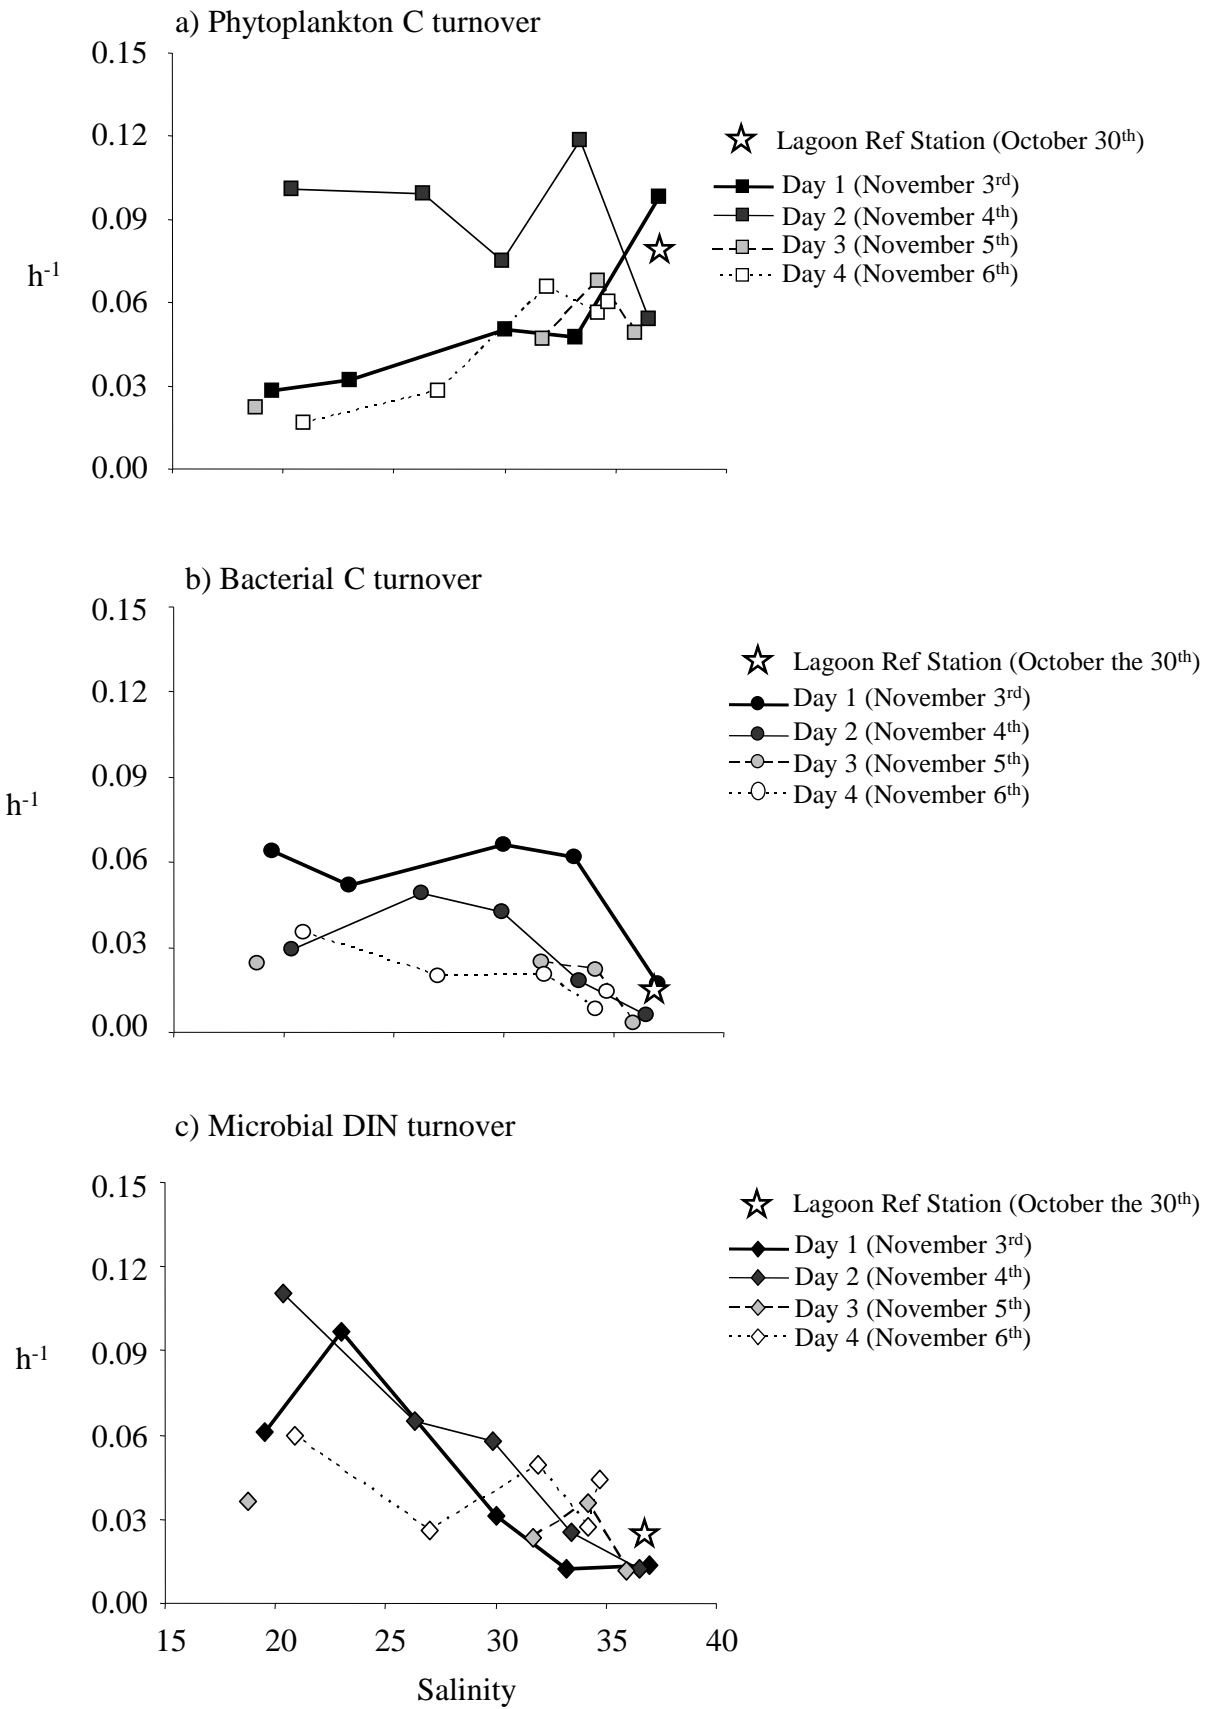 a) Phytoplankton C turnover
0.15
0.12
0.09
0.06
0.03
0.00
h-1
Lagoon Ref Station (October 30th)
Day 1 (November 3rd)
Day 2 (November 4th)
Day 3 (November 5th)
Day 4 (November 6th)
b) Bacterial C turnover
0.15
0.12
0.09
0.06
0.03
0.00
h-1
Lagoon Ref Station (October the 30th)
Day 1 (November 3rd)
Day 2 (November 4th)
Day 3 (November 5th)
Day 4 (November 6th)
c) Microbial DIN turnover
0.15
0.12
0.09
0.06
0.03
0.00
h-1
Lagoon Ref Station (October the 30th)
Day 1 (November 3rd)
Day 2 (November 4th)
Day 3 (November 5th)
Day 4 (November 6th)
15 20 25 30 35 40
Salinity